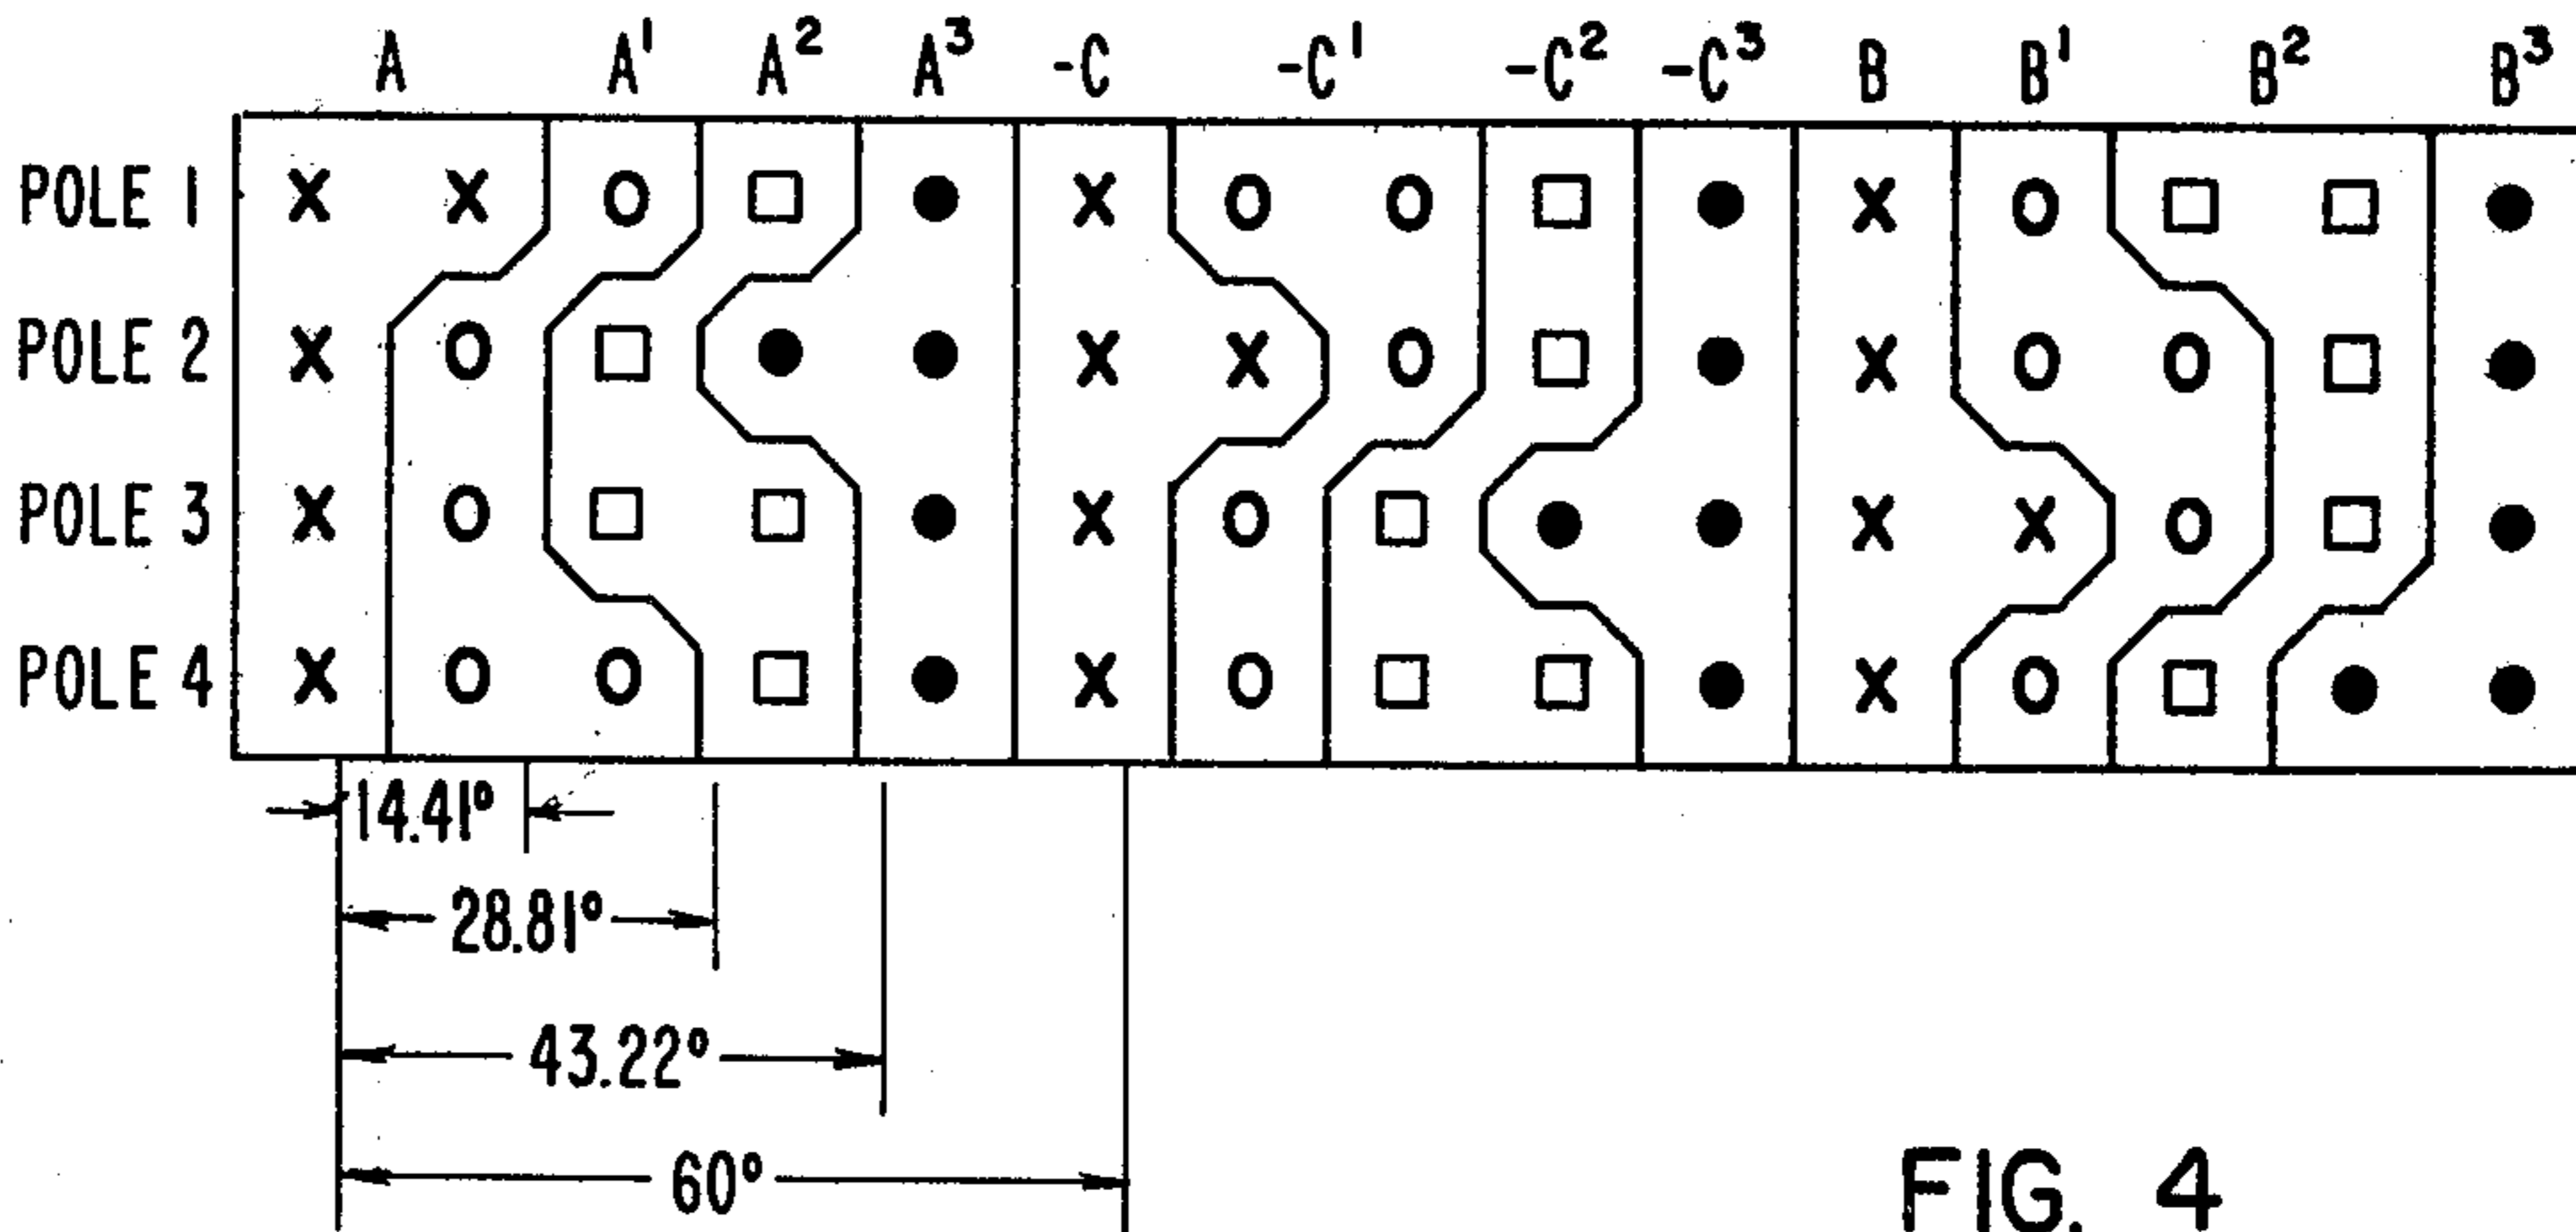 A A¹ A² A³ -C -C¹ -C² -C³ B B¹ B² B³
POLE 1
POLE 2
POLE 3
POLE 4
14.41°
28.81°
43.22°
60°
FIG. 4